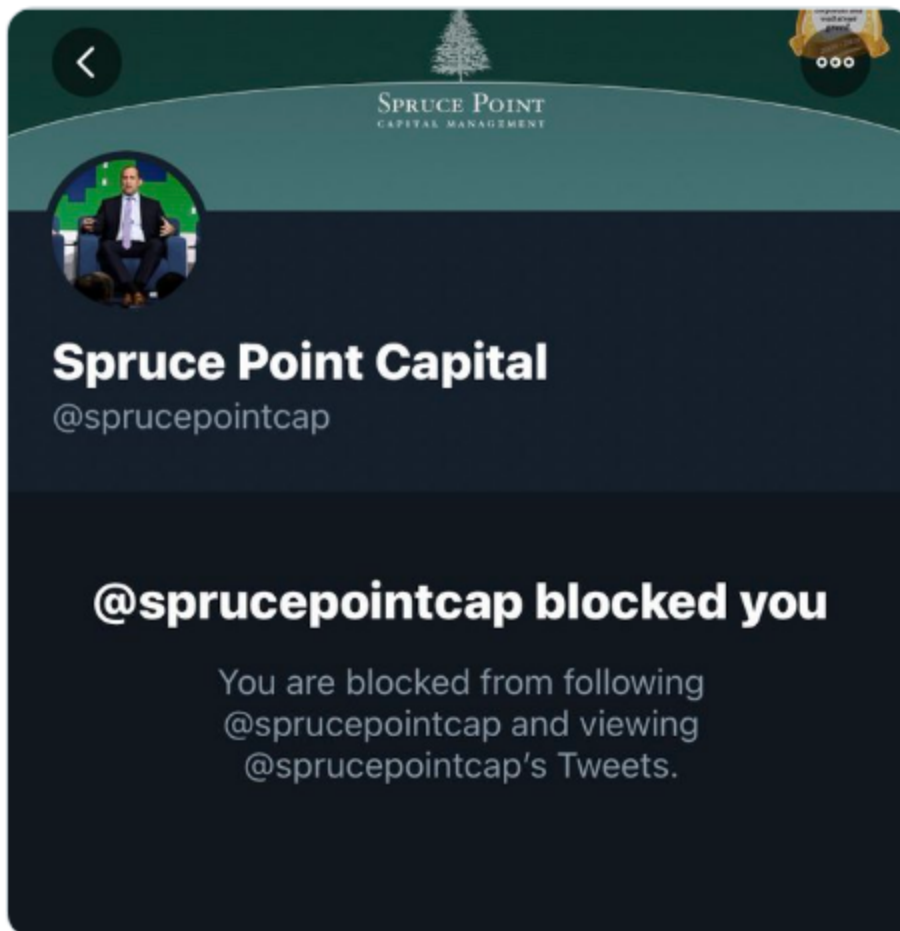 SPRUCE POINT
CAPITAL MANAGEMENT
Spruce Point Capital
@sprucepointcap
@sprucepointcap blocked you
You are blocked from following
@sprucepointcap and viewing
@sprucepointcap’s Tweets.